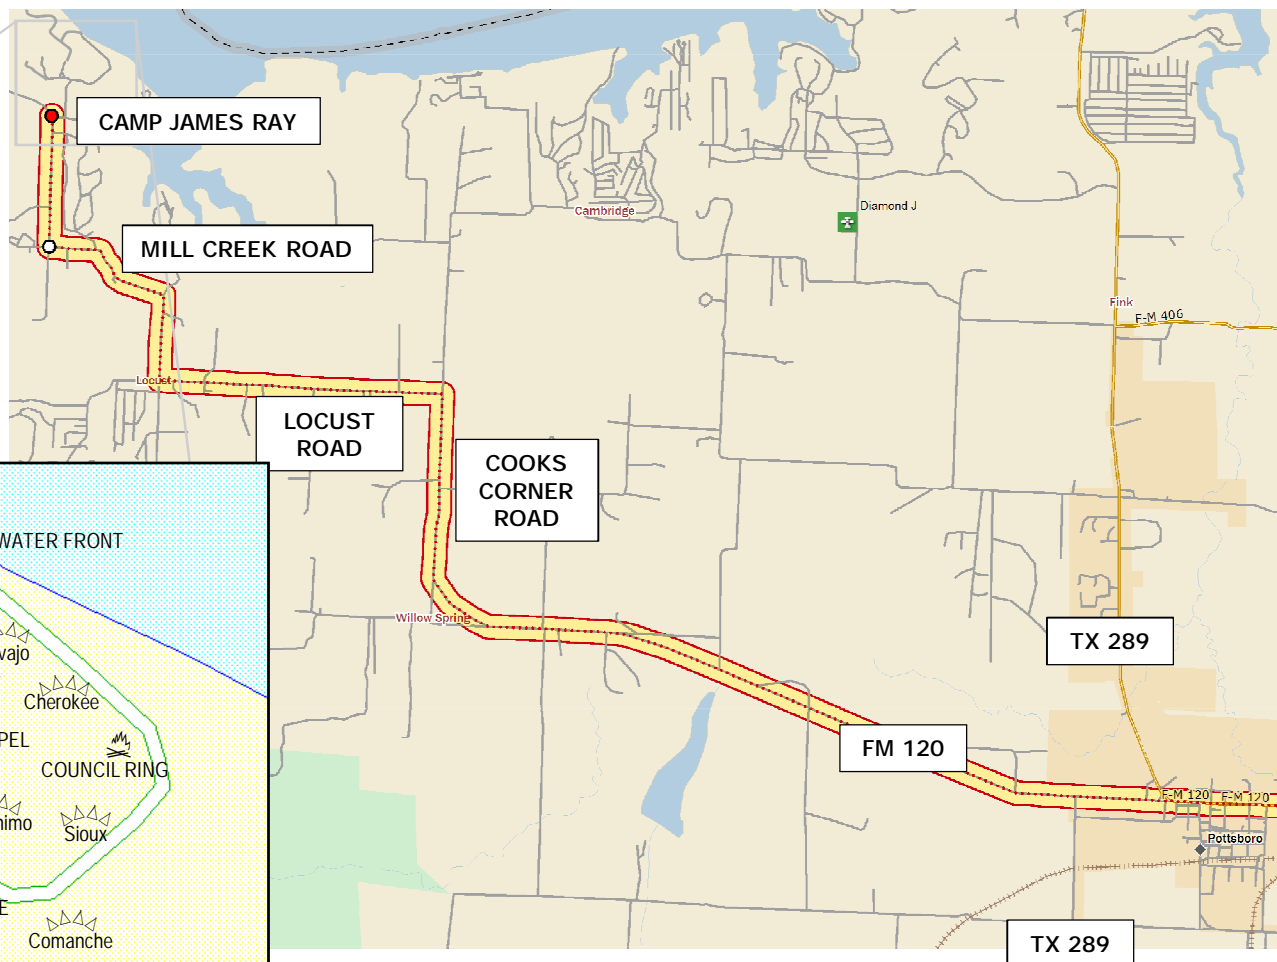 CAMP JAMES RAY
Diamond J
Cambridge
MILL CREEK ROAD
Fink
F-M 406
Locust
LOCUST
ROAD
COOKS
CORNER
ROAD
WATER FRONT
Willow Spring
TX 289
vajo
Cherokee
PEL
COUNCIL RING
FM 120
F-M 120
F-M 120
nimo
Sioux
Pottsboro
E
Comanche
TX 289